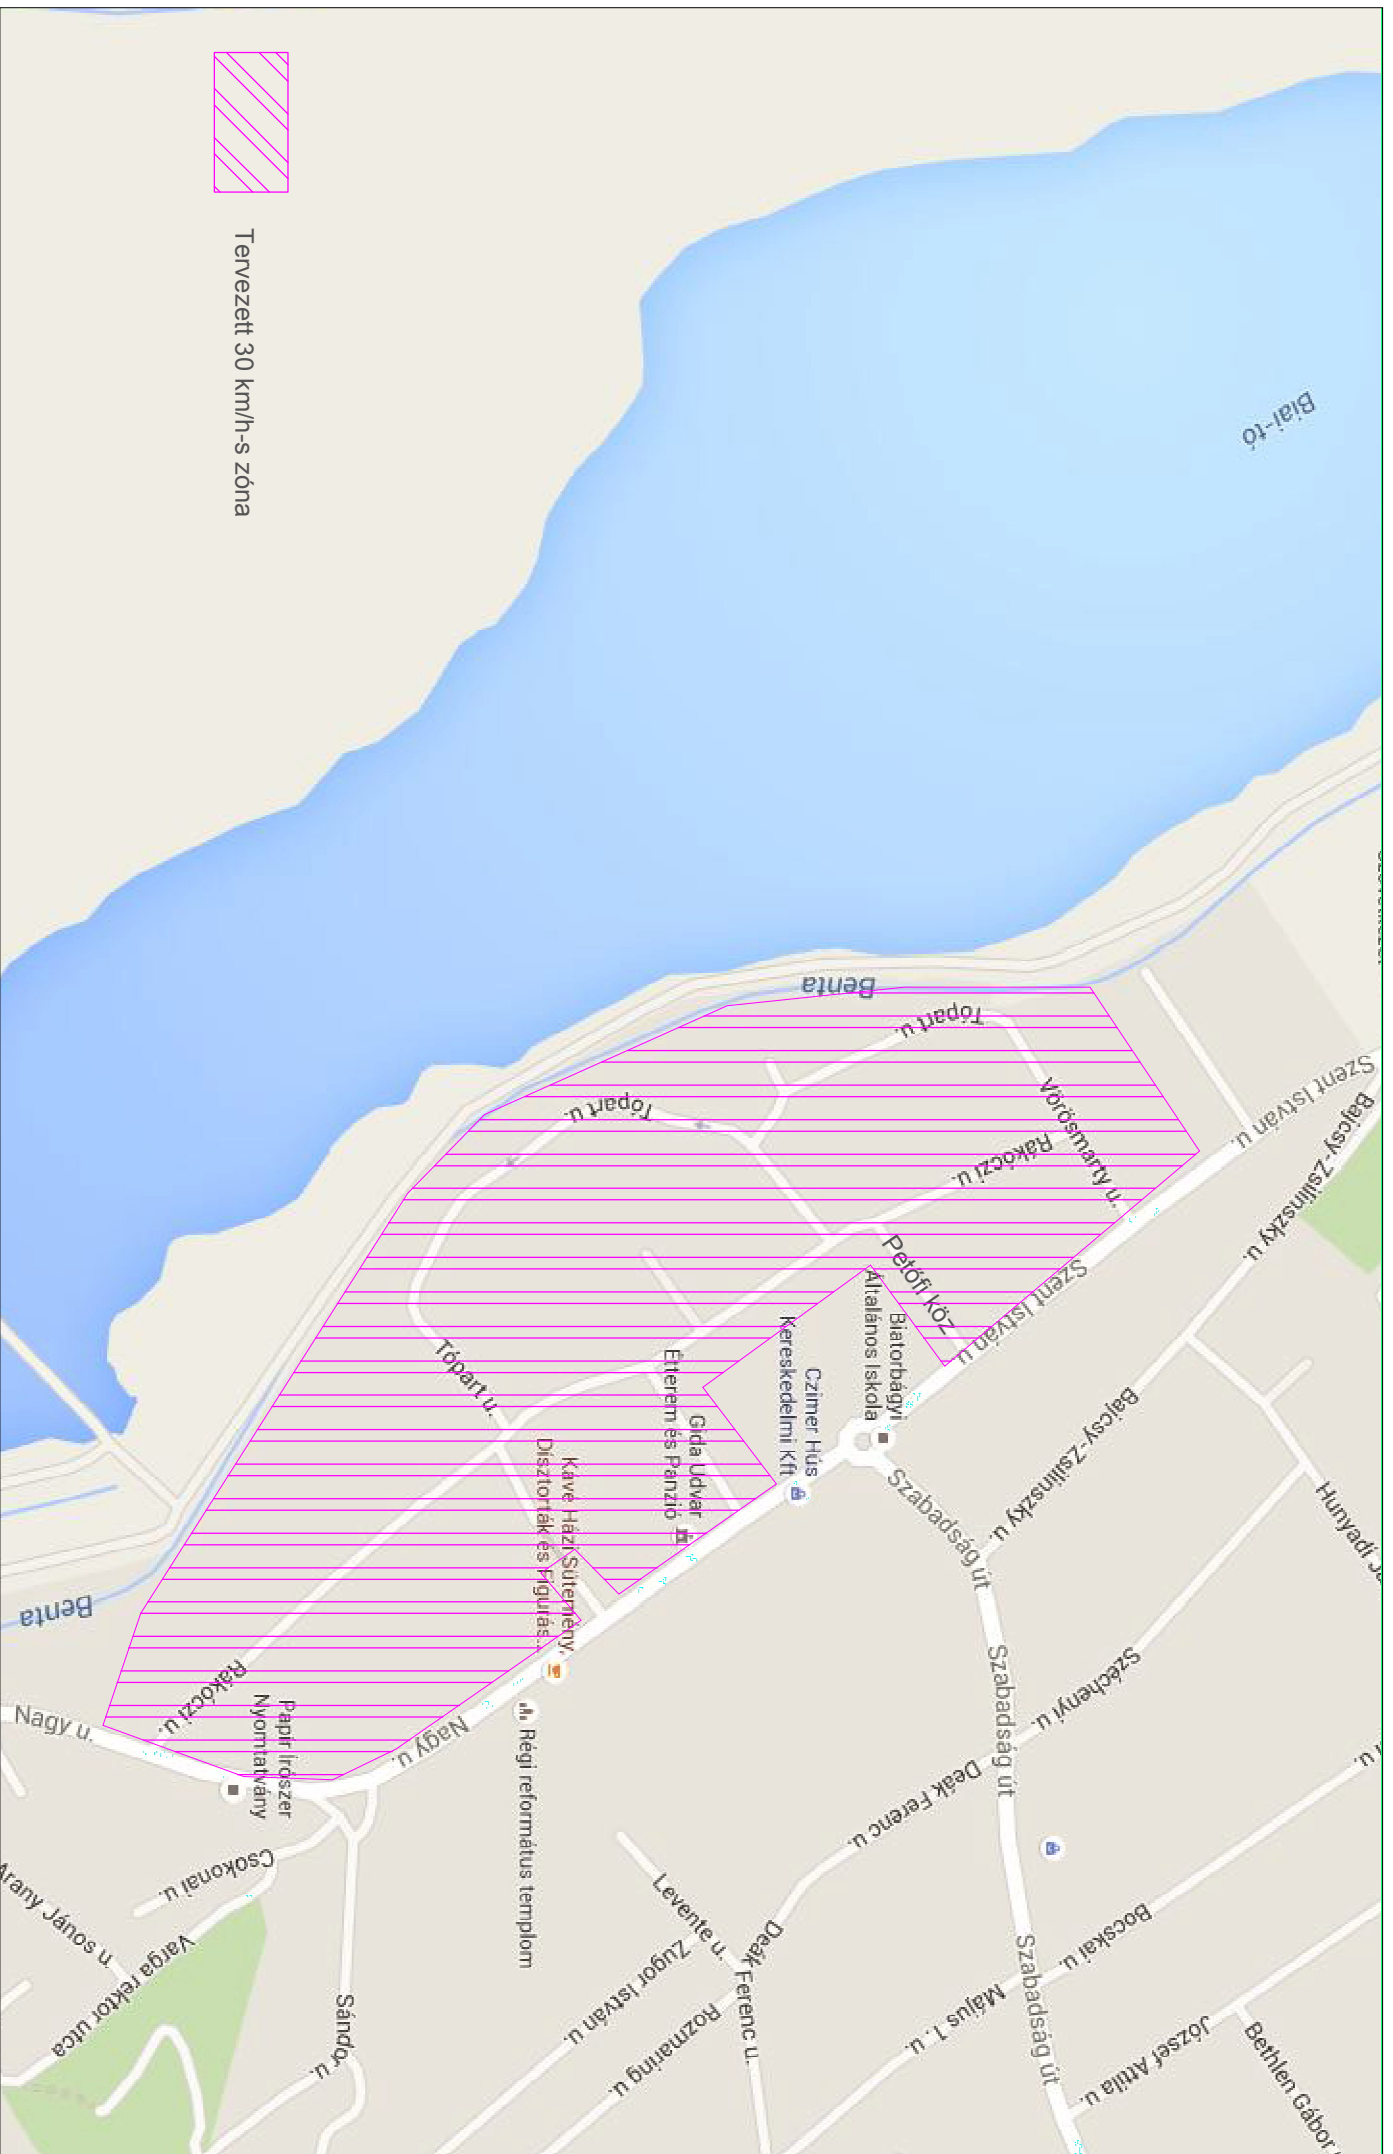 Tervezett 30 km/h-s zóna
Biai-tó
Benta
Tópart u.
Szent István u.
Bajcsy-Zsilinszky u.
Vörösmarty u.
Tópart u.
Rákóczi u.
Petőfi köz
Szent István u.
Biatorbágyi
Általános Iskola
Czimer Hús
Kereskedelmi Kft
Gida Udvar
Étterem és Panzió
Tópart u.
Kávé Házi Sütemény,
Dísztorták és Figurás...
Bajcsy-Zsilinszky u.
Szabadság út
Hunyadi
Benta
Rákóczi u.
Nagy u.
Papír Írószer
Nyomtatvány
Nagy u.
Régi református templom
Szabadság út
Széchenyi u.
Deák Ferenc u.
Csokonai u.
Arany János u.
Varga rektor utca
Sándor u.
Levente u.
Zugor István u.
Deák Ferenc u.
Rozmaring u.
Május 1. u.
Bocskai u.
Szabadság út
József Attila u.
Bethlen Gábor